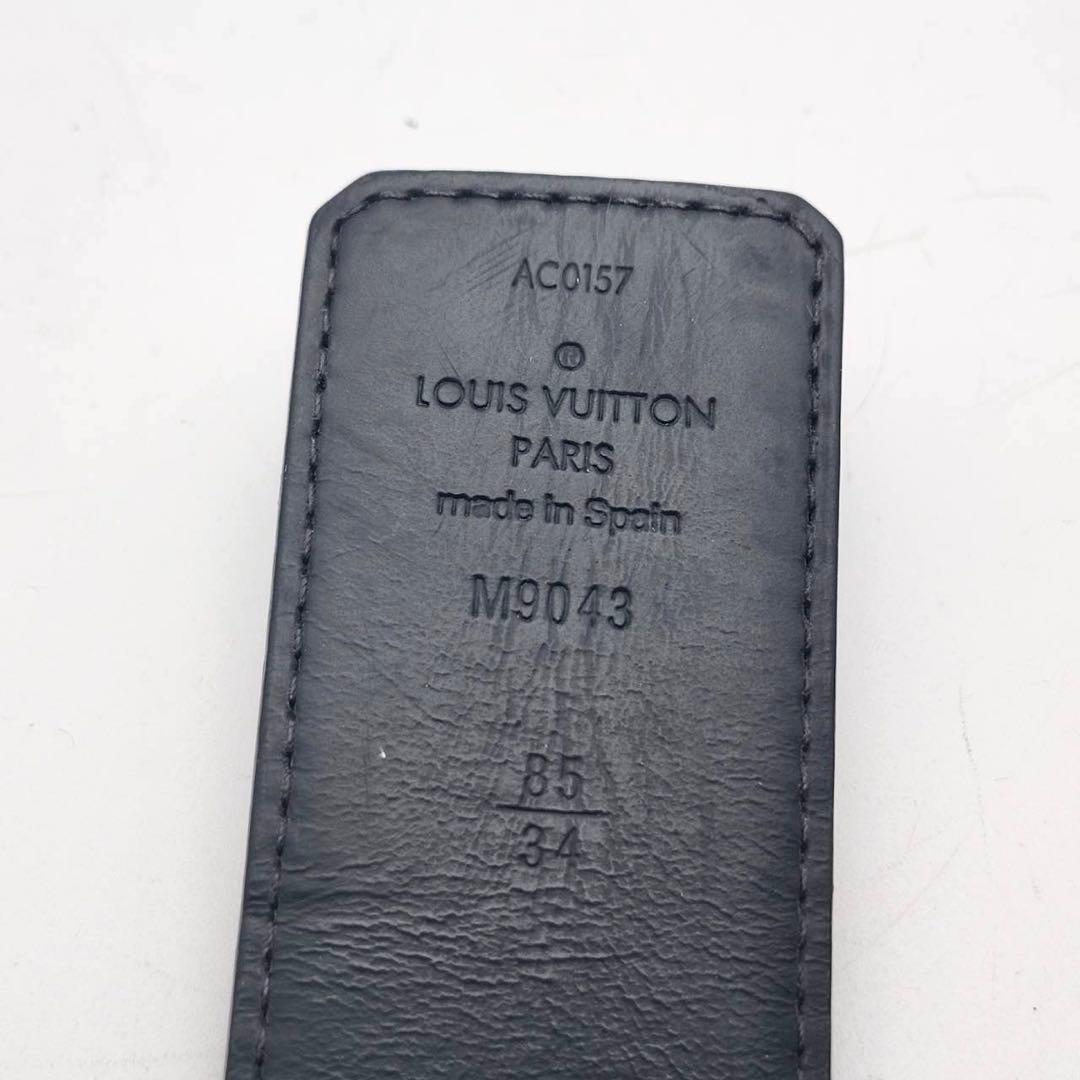 AC0157
®
LOUIS VUITTON
PARIS
made in Spain
M9043
85
34